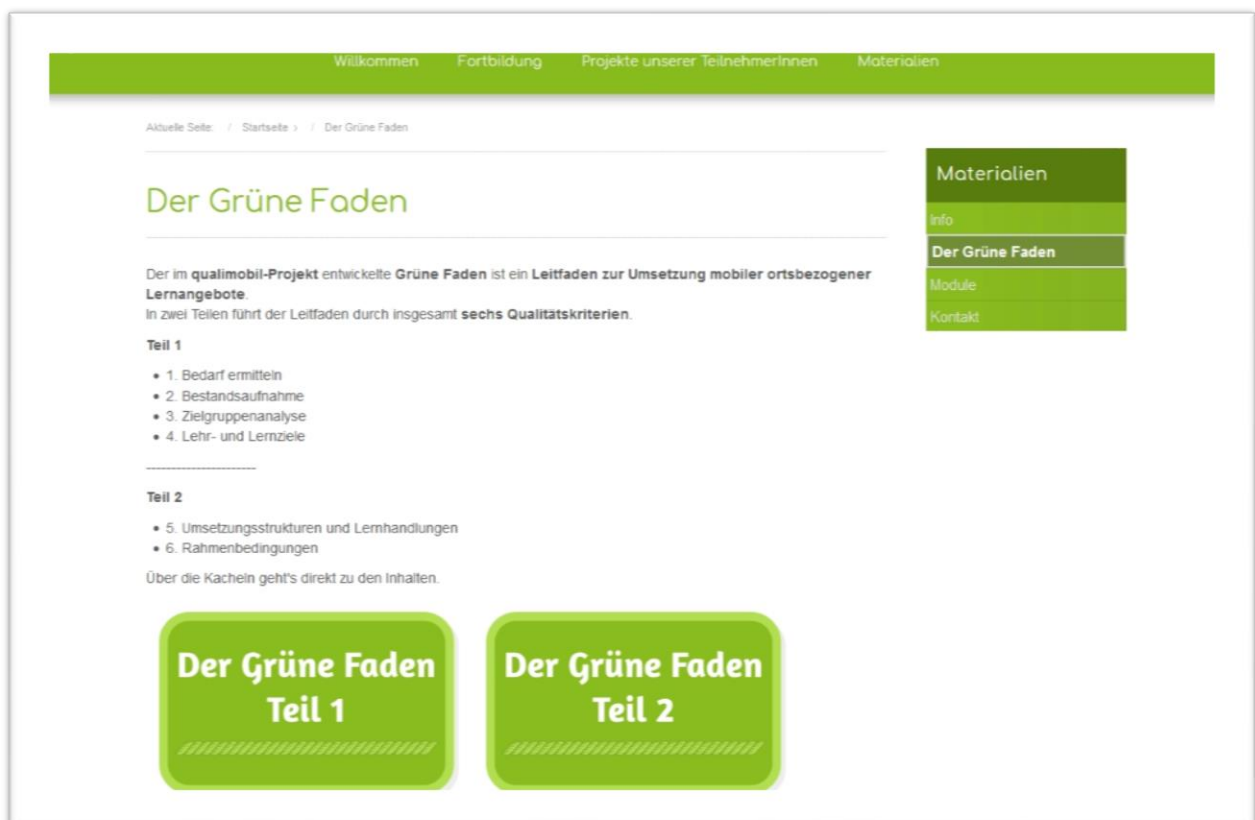 Willkommen Fortbildung Projekte unserer TeilnehmerInnen Materialien
Aktuelle Seite: / Startseite > / Der Grüne Faden
Der Grüne Faden
Der im qualimobil-Projekt entwickelte Grüne Faden ist ein Leitfaden zur Umsetzung mobiler ortsbezogener
Lernangebote.
In zwei Teilen führt der Leitfaden durch insgesamt sechs Qualitätskriterien.
Teil 1
• 1. Bedarf ermitteln
• 2. Bestandsaufnahme
• 3. Zielgruppenanalyse
• 4. Lehr- und Lernziele
----------------------
Teil 2
• 5. Umsetzungsstrukturen und Lernhandlungen
• 6. Rahmenbedingungen
Über die Kacheln geht's direkt zu den Inhalten.
Der Grüne Faden
Teil 1
Der Grüne Faden
Teil 2
Materialien
Info
Der Grüne Faden
Module
Kontakt